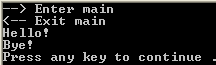 --> Enter main
<-- Exit main
Hello!
Bye!
Press any key to continue .